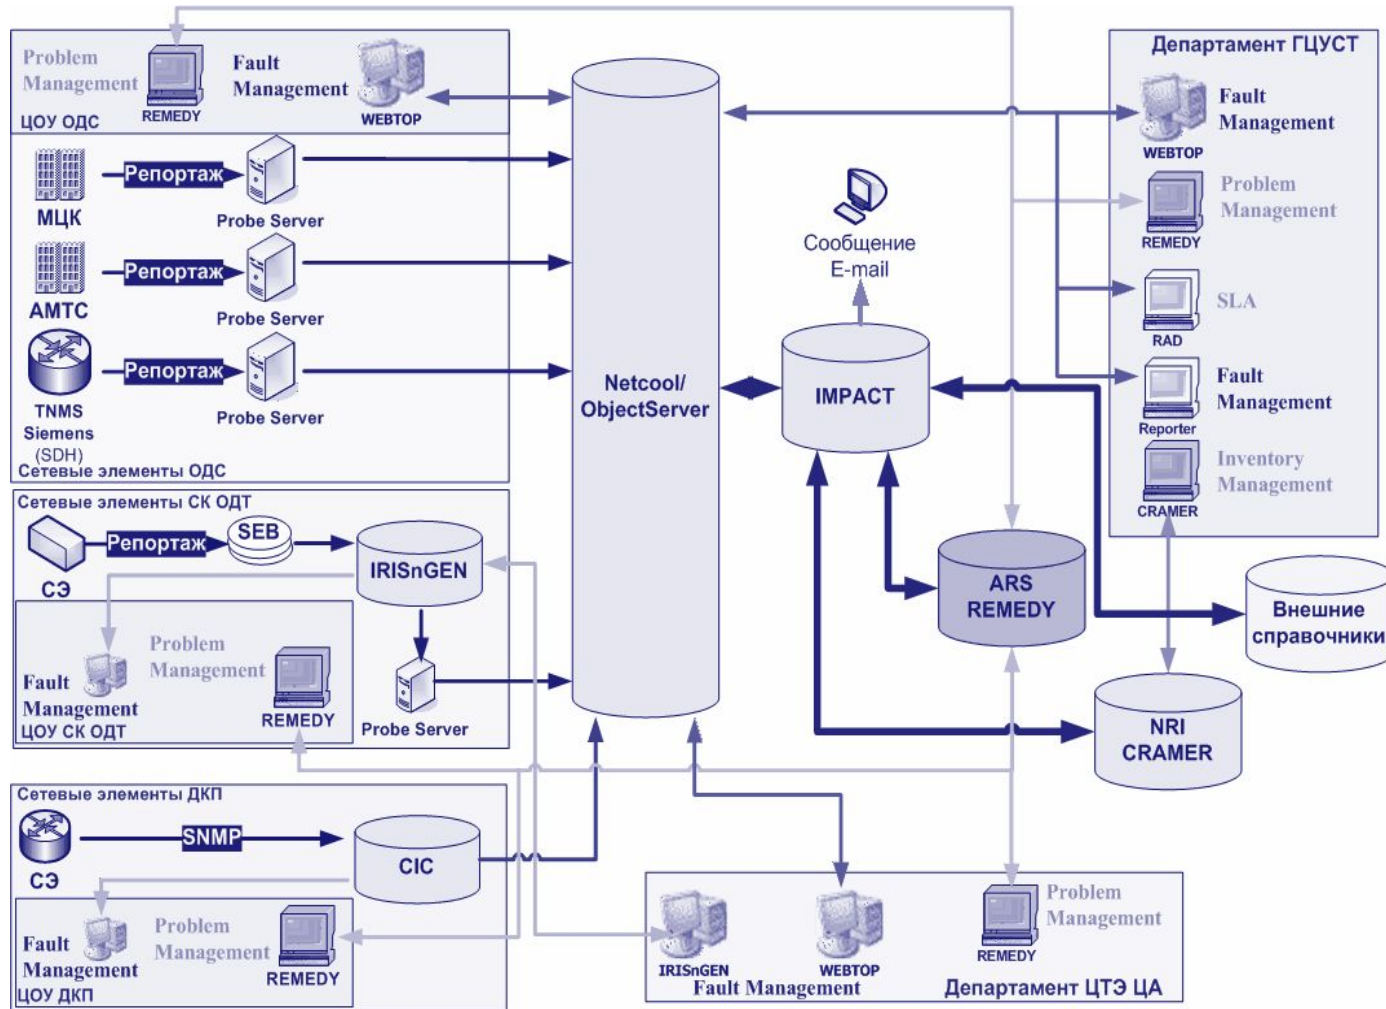 Problem
Management
REMEDY
Fault
Management
WEBTOP
ЦОУ ОДС
МЦК
Репортаж
Probe Server
АМТС
Репортаж
Probe Server
TNMS
Siemens
(SDH)
Репортаж
Probe Server
Сетевые элементы ОДС
Сетевые элементы СК ОДТ
СЭ
Репортаж
SEB
IRISnGEN
Probe Server
Fault
Management
Problem
Management
REMEDY
ЦОУ СК ОДТ
Сетевые элементы ДКП
СЭ
SNMP
CIC
Fault
Management
Problem
Management
REMEDY
ЦОУ ДКП
Netcool/
ObjectServer
Сообщение
E-mail
IMPACT
ARS
REMEDY
NRI
CRAMER
Внешние
справочники
Департамент ГЦУСТ
WEBTOP
Fault
Management
REMEDY
Problem
Management
RAD
SLA
Reporter
Fault
Management
CRAMER
Inventory
Management
IRISnGEN
WEBTOP
Fault Management
REMEDY
Problem
Management
Департамент ЦТЭ ЦА